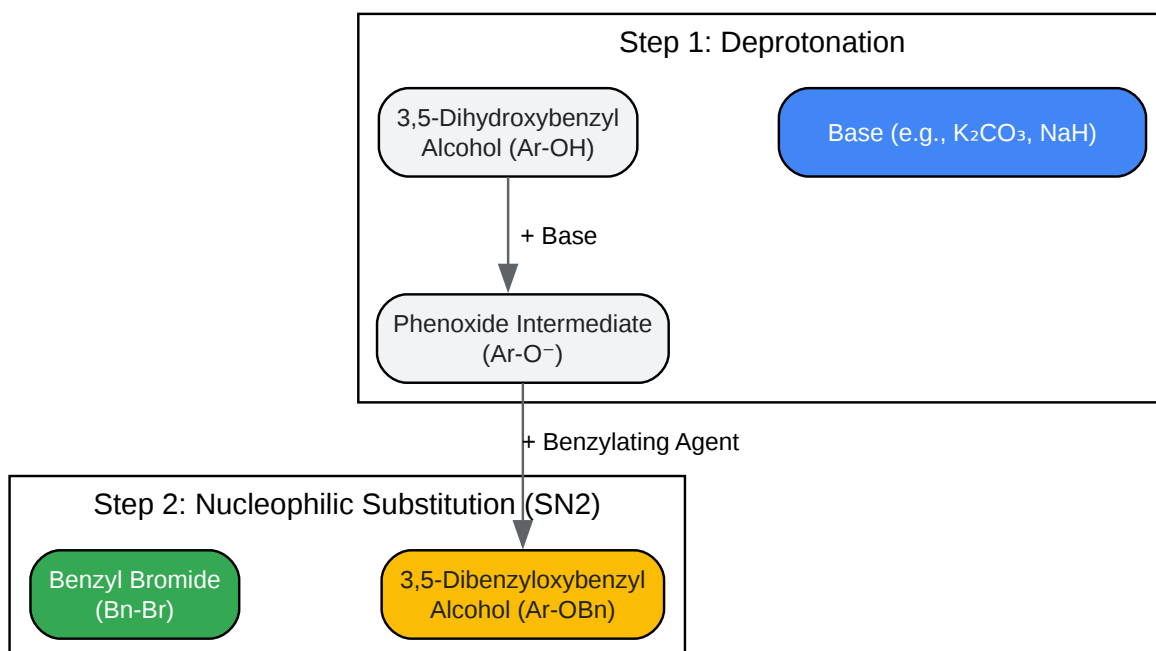 Step 1: Deprotonation
3,5-Dihydroxybenzyl
Alcohol (Ar-OH)
Base (e.g., K₂CO₃, NaH)
+ Base
Phenoxide Intermediate
(Ar-O⁻)
+ Benzylating Agent
Step 2: Nucleophilic Substitution (SN2)
Benzyl Bromide
(Bn-Br)
3,5-Dibenzyloxybenzyl
Alcohol (Ar-OBn)